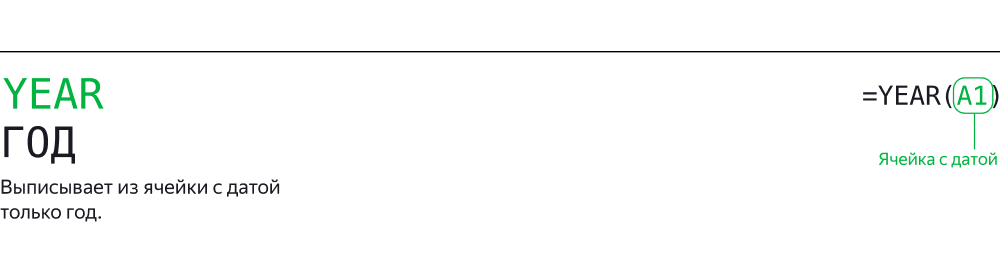 YEAR
ГОД
Выписывает из ячейки с датой
только год.
=YEAR(A1)
Ячейка с датой